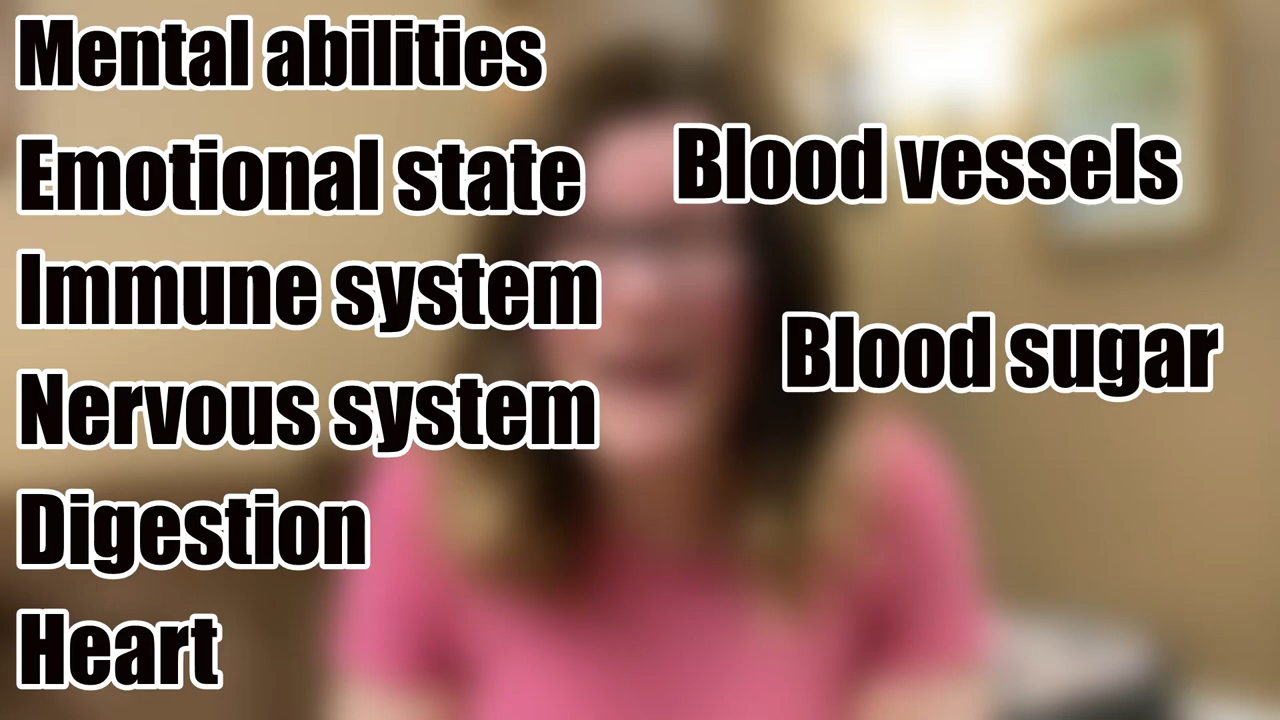 Mental abilities
Emotional state
Immune system
Nervous system
Digestion
Heart
Blood vessels
Blood sugar